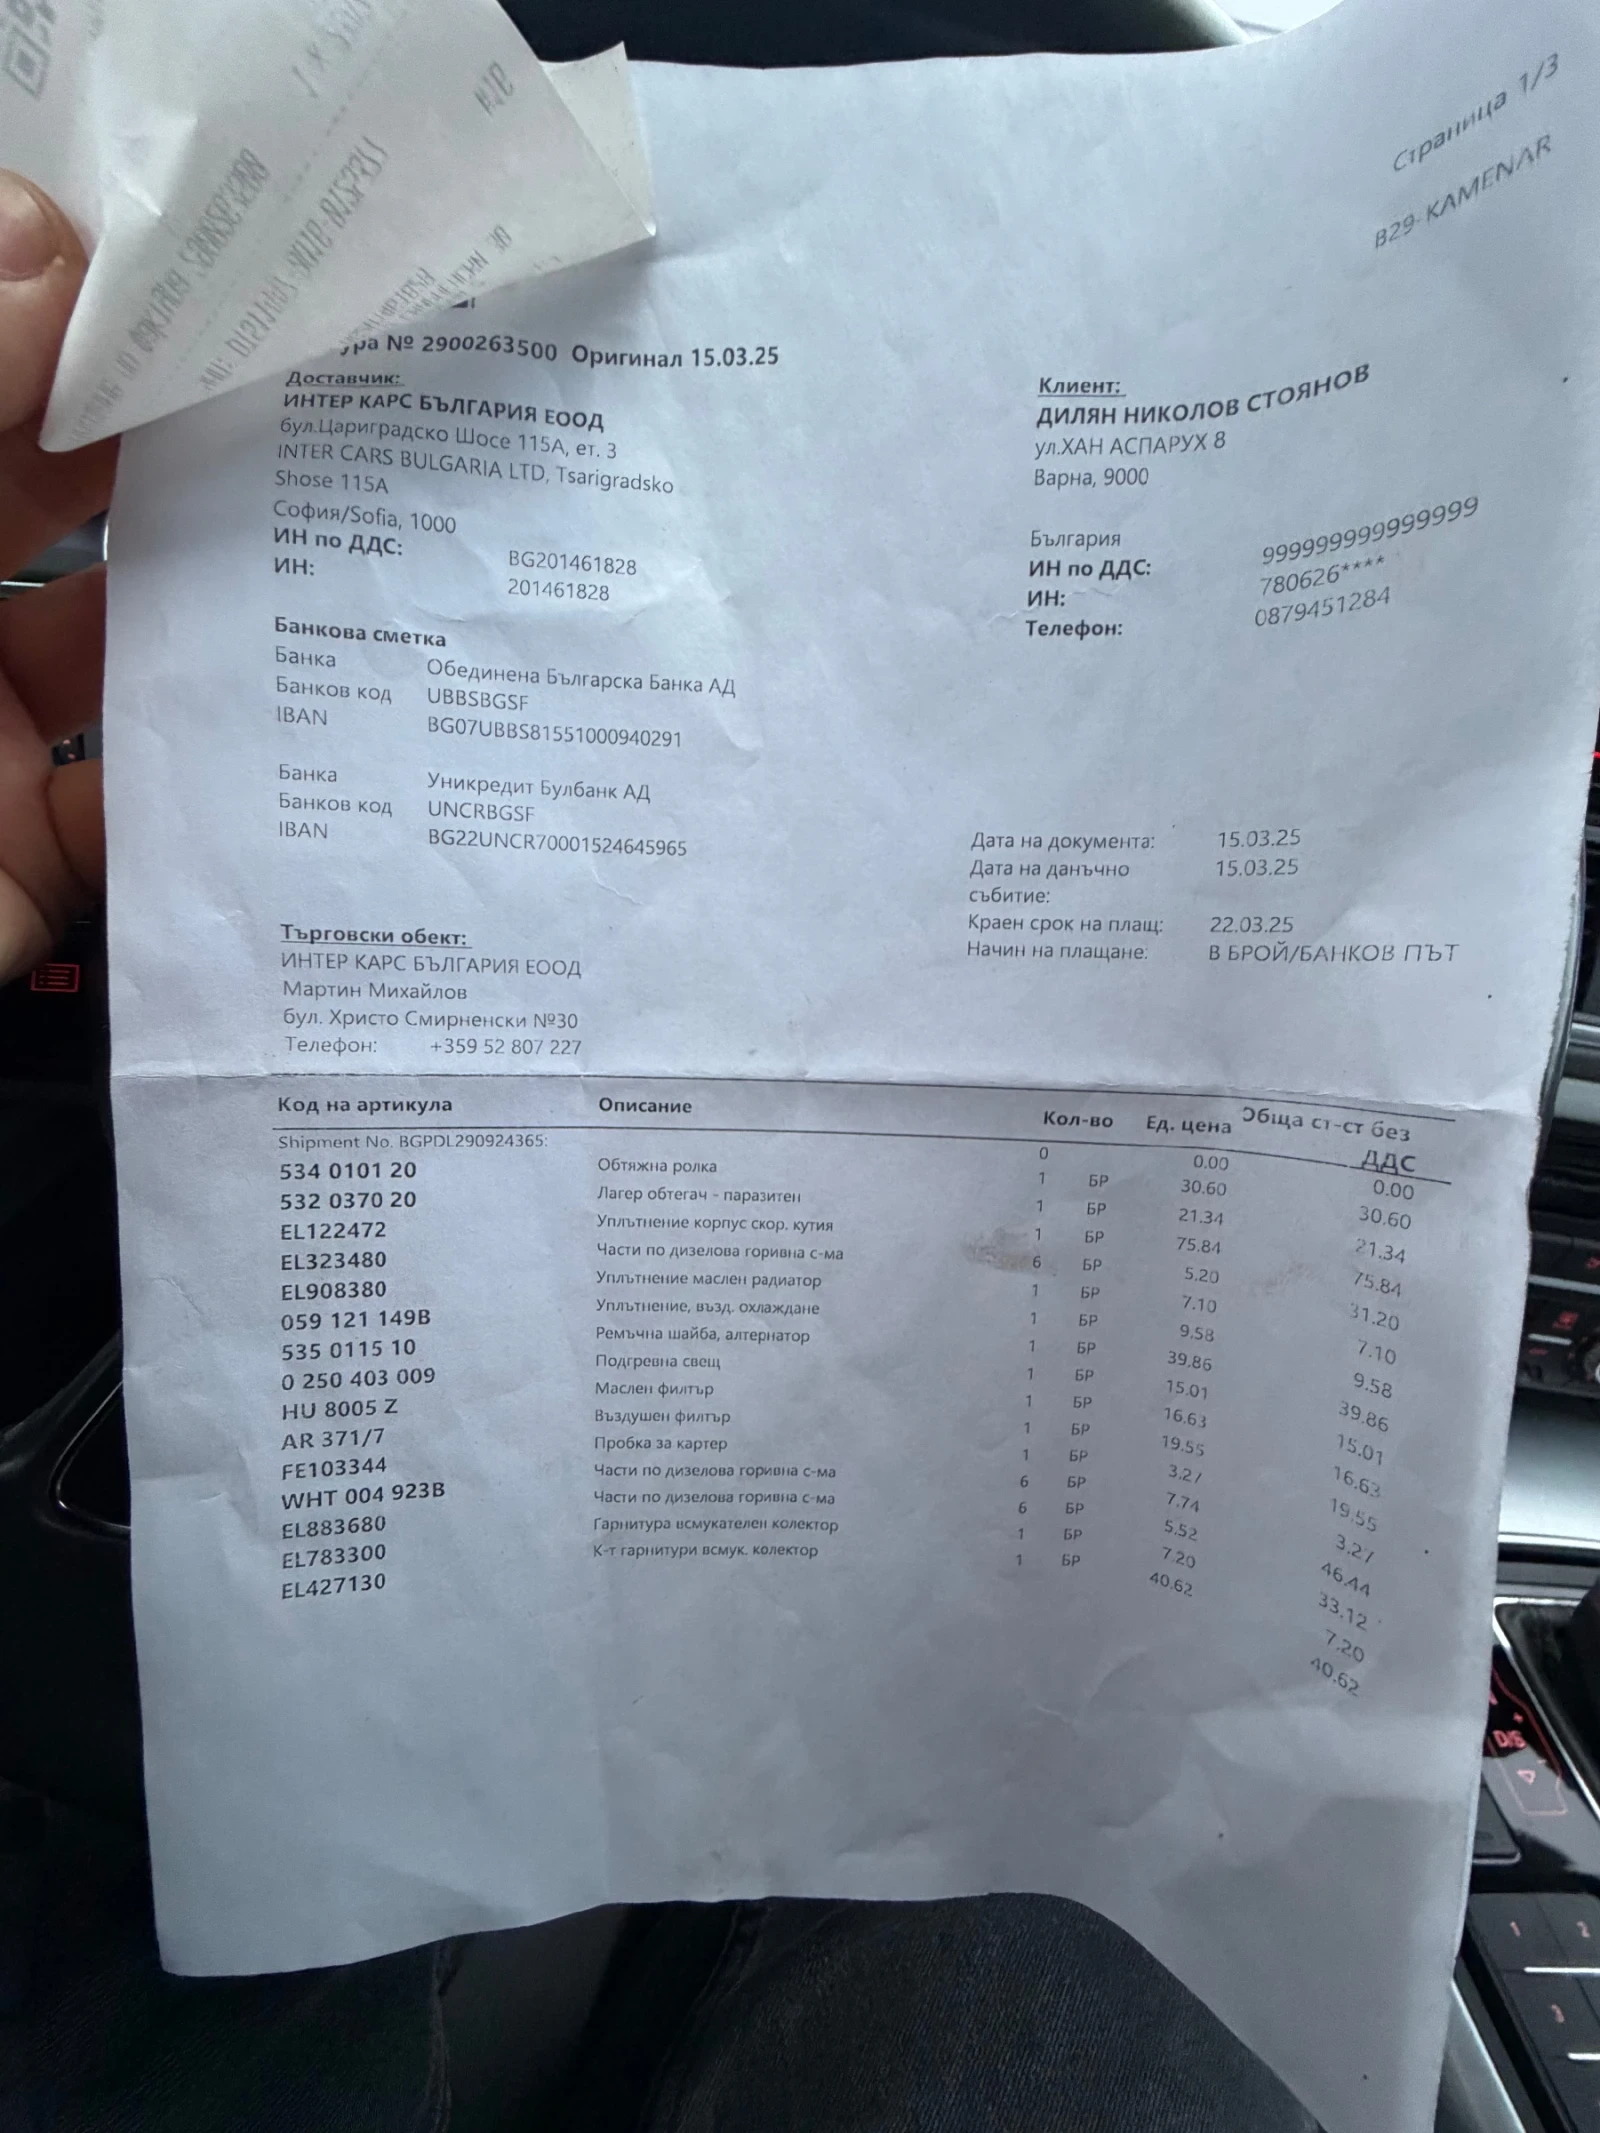 Страница 1/3
B29-KAMENAR
№ 2900263500 Оригинал 15.03.25
Доставчик:
ИНТЕР КАРС БЪЛГАРИЯ ЕООД
бул.Цариградско Шосе 115А, ет. 3
INTER CARS BULGARIA LTD, Tsarigradsko
Shose 115A
София/Sofia, 1000
ИН по ДДС: BG201461828
ИН: 201461828
Клиент:
ДИЛЯН НИКОЛОВ СТОЯНОВ
ул.ХАН АСПАРУХ 8
Варна, 9000
България
ИН по ДДС: 999999999999999
ИН: 780626****
Телефон: 0879451284
Банкова сметка
Банка Обединена Българска Банка АД
Банков код UBBSBGSF
IBAN BG07UBBS81551000940291
Банка Уникредит Булбанк АД
Банков код UNCRBGSF
IBAN BG22UNCR70001524645965
Дата на документа: 15.03.25
Дата на данъчно 15.03.25
събитие:
Краен срок на плащ: 22.03.25
Начин на плащане: В БРОЙ/БАНКОВ ПЪТ
Търговски обект:
ИНТЕР КАРС БЪЛГАРИЯ ЕООД
Мартин Михайлов
бул. Христо Смирненски №30
Телефон: +359 52 807 227
Код на артикула Описание Кол-во Ед. цена Обща ст-ст без
ДДС
Shipment No. BGPDL290924365: 0 0.00 0.00
534 0101 20 Обтяжна ролка 1 БР 30.60 30.60
532 0370 20 Лагер обтегач - паразитен 1 БР 21.34 21.34
EL122472 Уплътнение корпус скор. кутия 1 БР 75.84 75.84
EL323480 Части по дизелова горивна с-ма 6 БР 5.20 31.20
EL908380 Уплътнение маслен радиатор 1 БР 7.10 7.10
059 121 149B Уплътнение, възд. охлаждане 1 БР 9.58 9.58
535 0115 10 Ремъчна шайба, алтернатор 1 БР 39.86 39.86
0 250 403 009 Подгревна свещ 1 БР 15.01 15.01
HU 8005 Z Маслен филтър 1 БР 16.63 16.63
AR 371/7 Въздушен филтър 1 БР 19.55 19.55
FE103344 Пробка за картер 1 БР 3.27 3.27
WHT 004 923B Части по дизелова горивна с-ма 6 БР 7.74 46.44
EL883680 Части по дизелова горивна с-ма 6 БР 5.52 33.12
EL783300 Гарнитура всмукателен колектор 1 БР 7.20 7.20
EL427130 К-т гарнитури всмук. колектор 1 БР 40.62 40.62
D/S
1 2
3